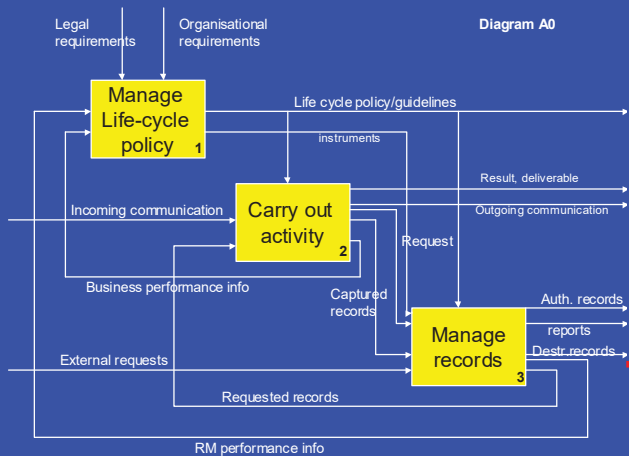 Legal
requirements
Organisational
requirements
Diagram A0
Manage
Life-cycle
policy
1
Life cycle policy/guidelines
instruments
Result, deliverable
Incoming communication
Carry out
activity
2
Outgoing communication
Request
Business performance info
Captured
records
Auth. records
Manage
records
3
reports
Destr.records
External requests
Requested records
RM performance info